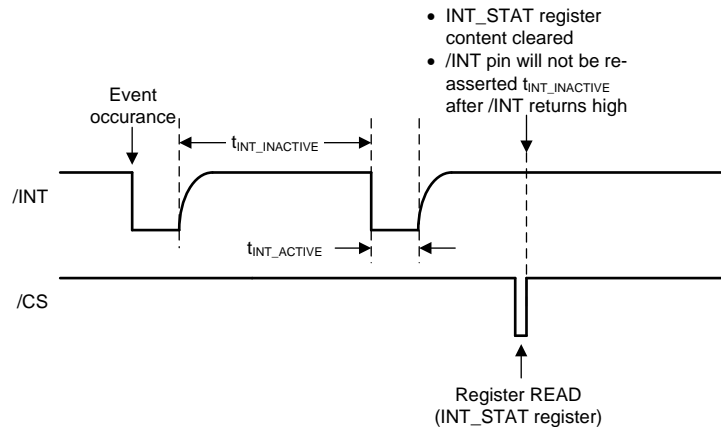 • INT_STAT register
content cleared
• /INT pin will not be re-
asserted tINT_INACTIVE
after /INT returns high
Event
occurance
tINT_INACTIVE
/INT
tINT_ACTIVE
/CS
Register READ
(INT_STAT register)